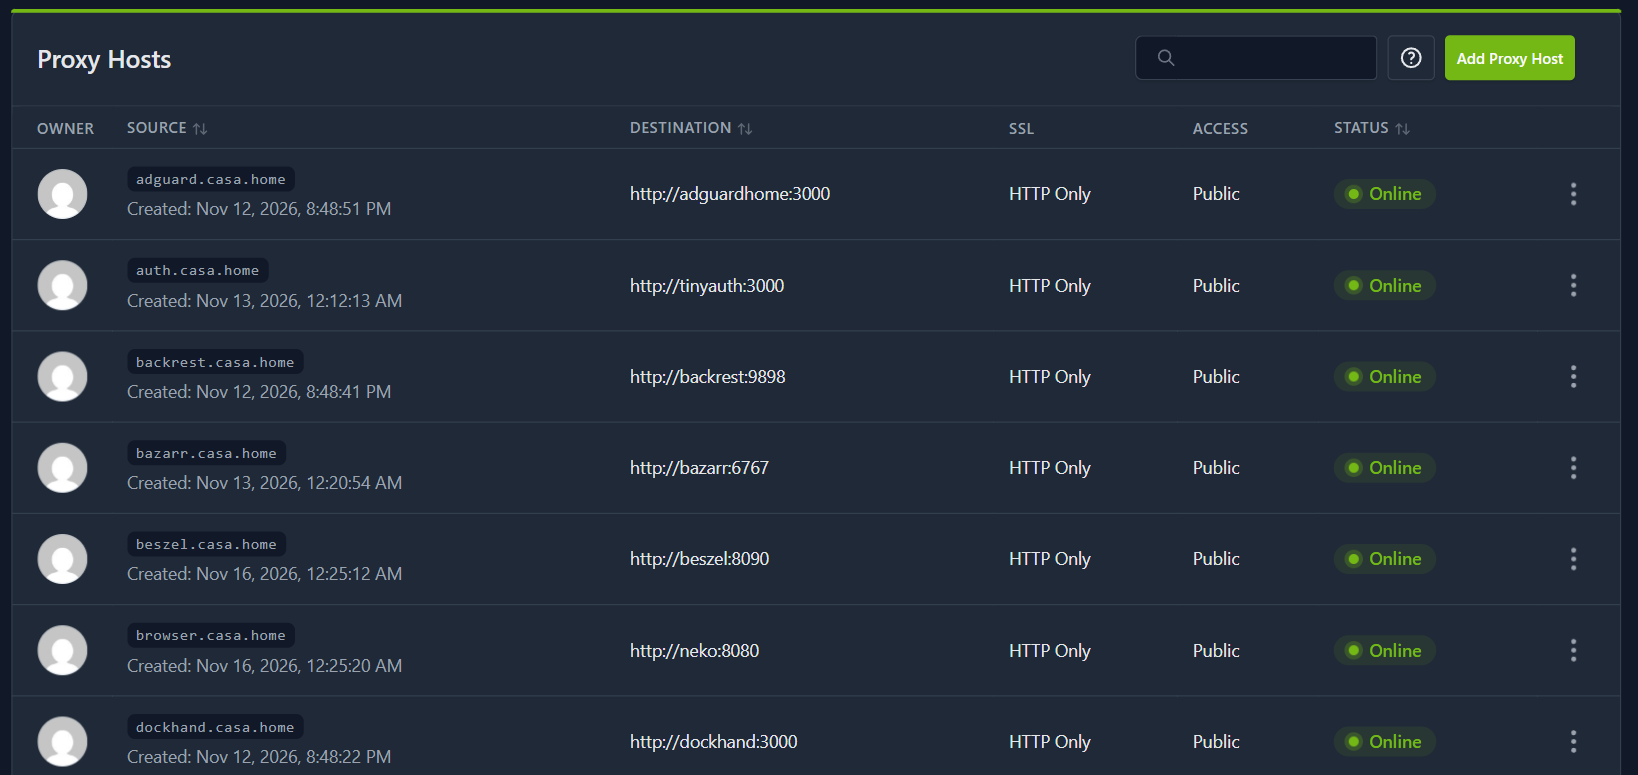 Proxy Hosts
Add Proxy Host
OWNER SOURCE DESTINATION SSL ACCESS STATUS
adguard.casa.home
Created: Nov 12, 2026, 8:48:51 PM
http://adguardhome:3000 HTTP Only Public Online
auth.casa.home
Created: Nov 13, 2026, 12:12:13 AM
http://tinyauth:3000 HTTP Only Public Online
backrest.casa.home
Created: Nov 12, 2026, 8:48:41 PM
http://backrest:9898 HTTP Only Public Online
bazarr.casa.home
Created: Nov 13, 2026, 12:20:54 AM
http://bazarr:6767 HTTP Only Public Online
beszel.casa.home
Created: Nov 16, 2026, 12:25:12 AM
http://beszel:8090 HTTP Only Public Online
browser.casa.home
Created: Nov 16, 2026, 12:25:20 AM
http://neko:8080 HTTP Only Public Online
dockhand.casa.home
Created: Nov 12, 2026, 8:48:22 PM
http://dockhand:3000 HTTP Only Public Online